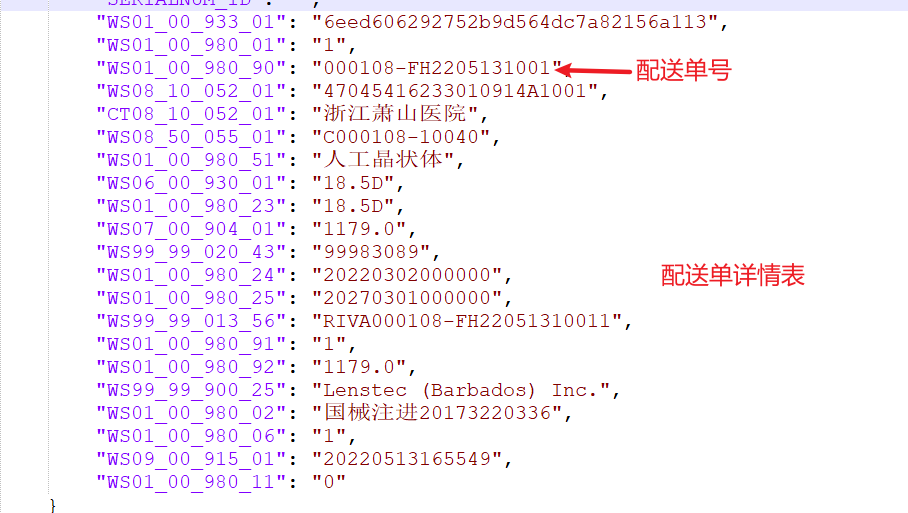 "SERIALNUM_ID": "",
"WS01_00_933_01": "6eed606292752b9d564dc7a82156a113",
"WS01_00_980_01": "1",
"WS01_00_980_90": "000108-FH2205131001" 配送单号
"WS08_10_052_01": "47045416233010914A1001",
"CT08_10_052_01": "浙江萧山医院",
"WS08_50_055_01": "C000108-10040",
"WS01_00_980_51": "人工晶状体",
"WS06_00_930_01": "18.5D",
"WS01_00_980_23": "18.5D",
"WS07_00_904_01": "1179.0",
"WS99_99_020_43": "99983089",
"WS01_00_980_24": "20220302000000",
配送单详情表
"WS01_00_980_25": "20270301000000",
"WS99_99_013_56": "RIVA000108-FH22051310011",
"WS01_00_980_91": "1",
"WS01_00_980_92": "1179.0",
"WS99_99_900_25": "Lenstec (Barbados) Inc.",
"WS01_00_980_02": "国械注进20173220336",
"WS01_00_980_06": "1",
"WS09_00_915_01": "20220513165549",
"WS01_00_980_11": "0"
}